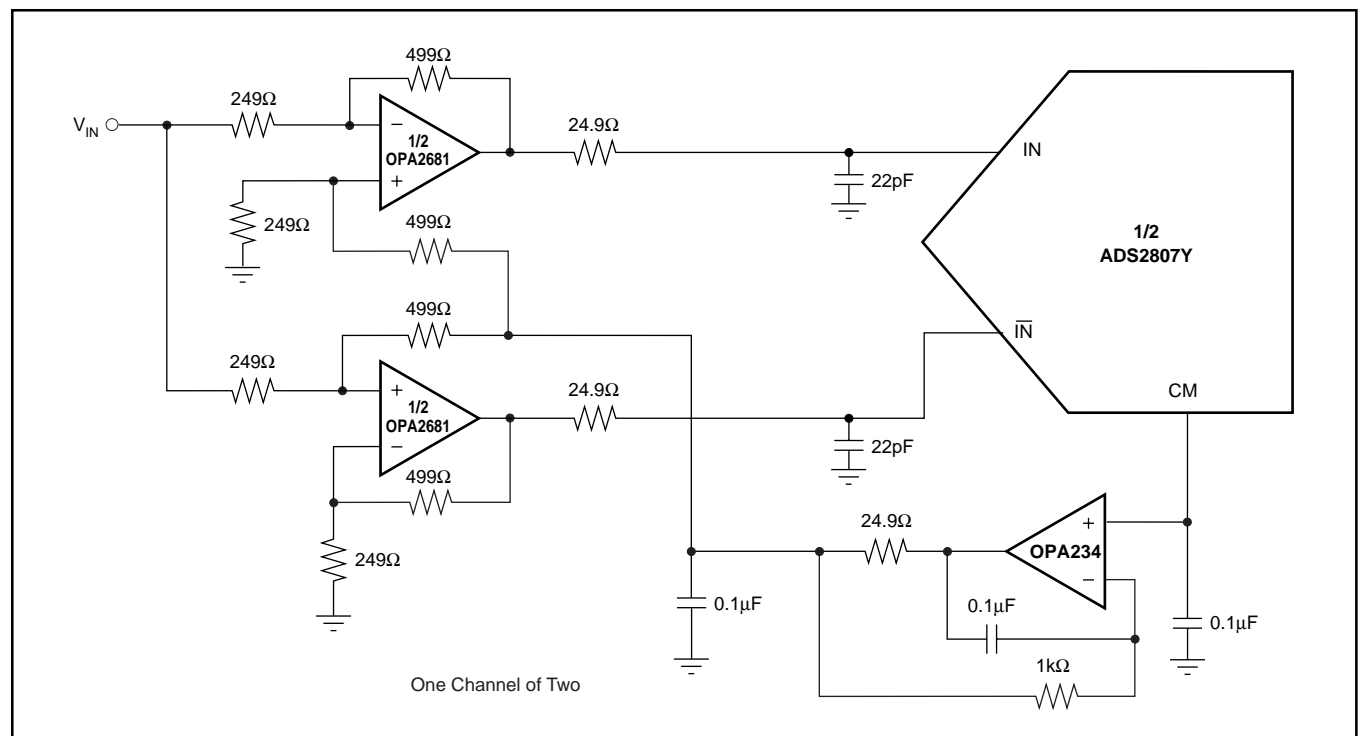 499Ω
249Ω
V_IN
−
1/2
OPA2681
+
24.9Ω
IN
22pF
249Ω
499Ω
1/2
ADS2807Y
499Ω
249Ω
I̅N̅
+
1/2
OPA2681
−
24.9Ω
CM
22pF
499Ω
249Ω
24.9Ω
+
OPA234
−
0.1µF
0.1µF
0.1µF
1kΩ
One Channel of Two